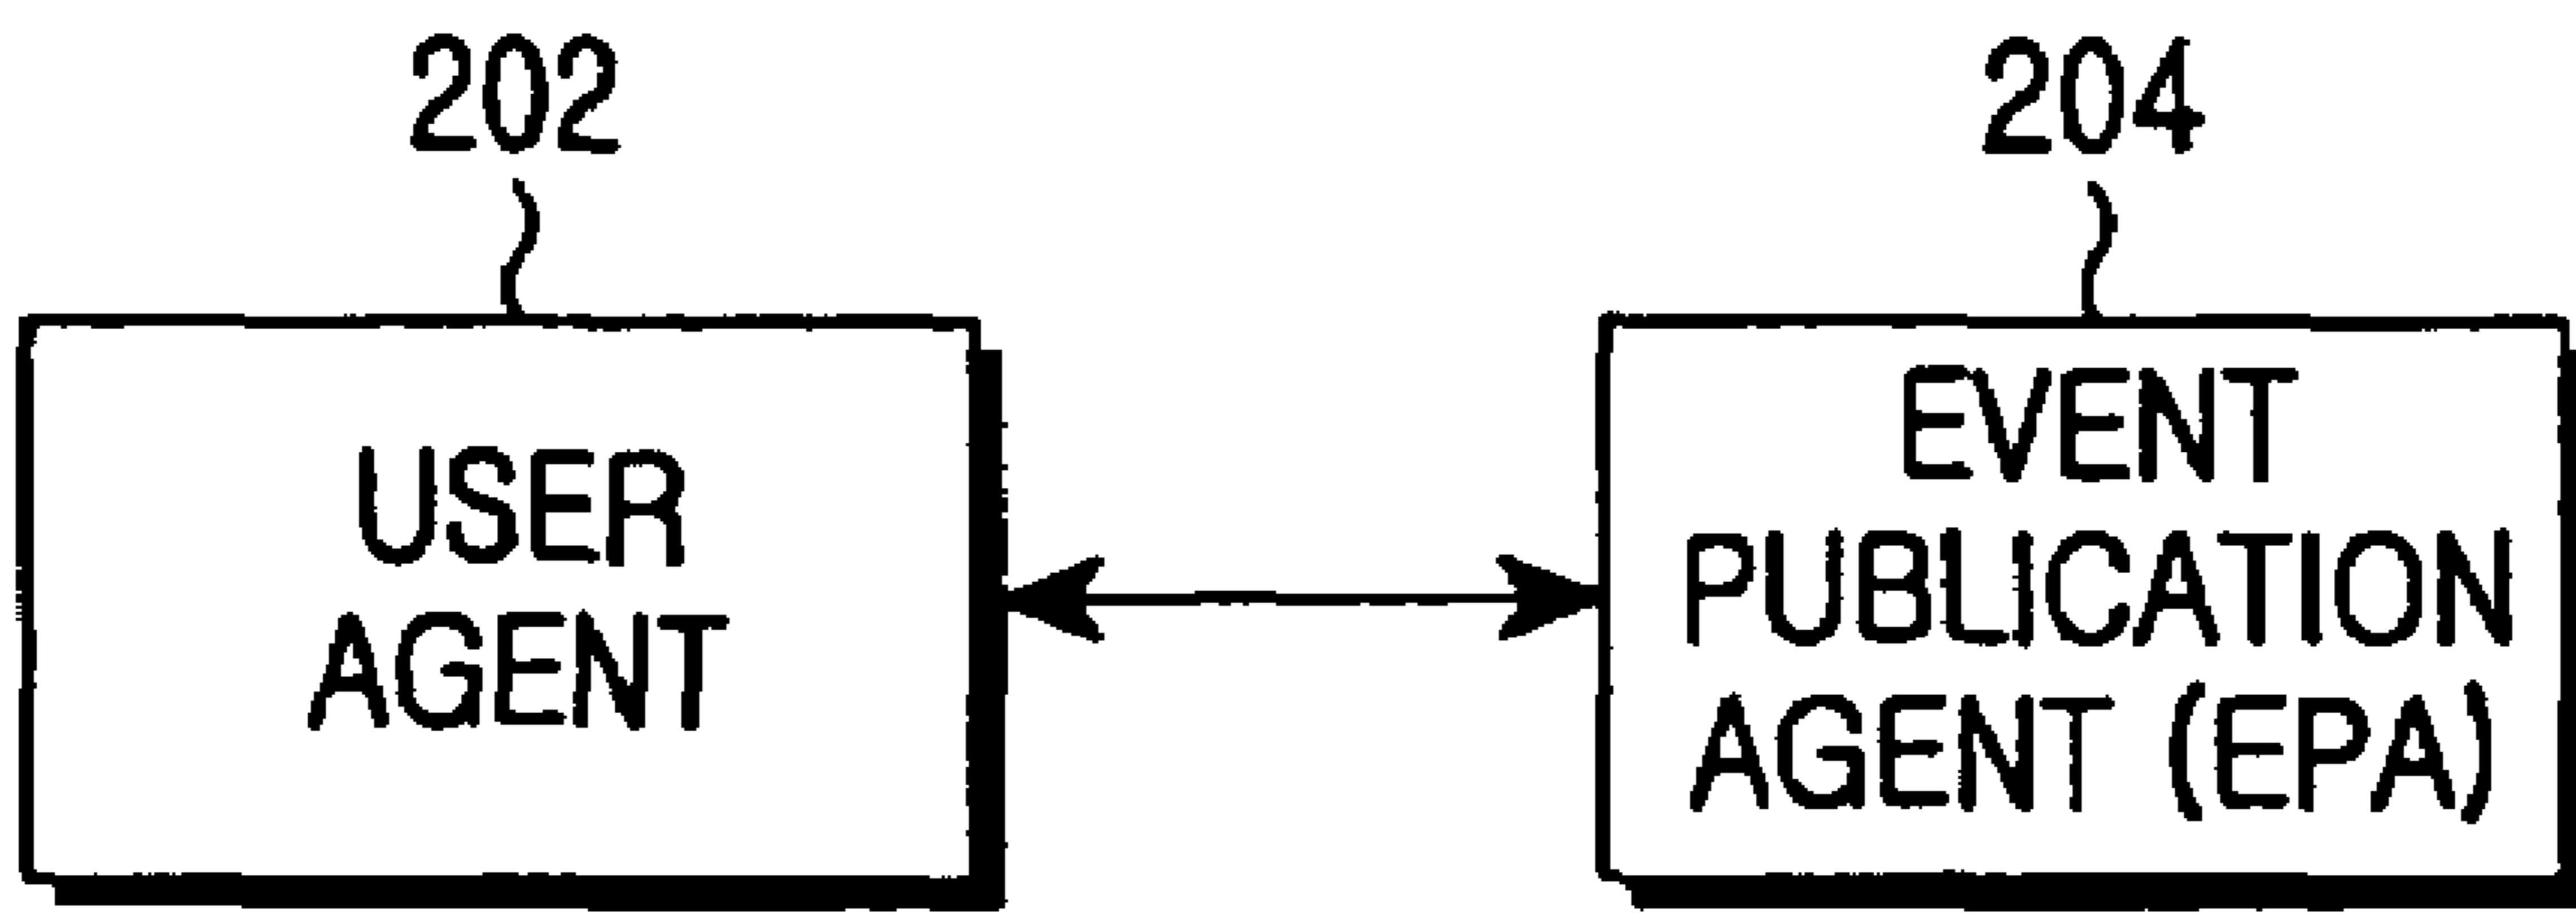 202
204
USER
AGENT
EVENT
PUBLICATION
AGENT (EPA)